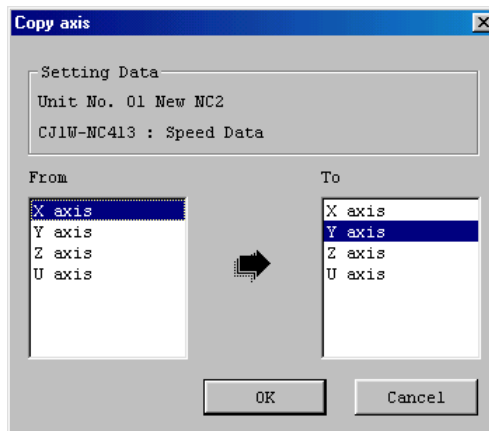 Copy axis
Setting Data
Unit No. 01 New NC2
CJ1W-NC413 : Speed Data
From
To
X axis
Y axis
Z axis
U axis
X axis
Y axis
Z axis
U axis
OK
Cancel